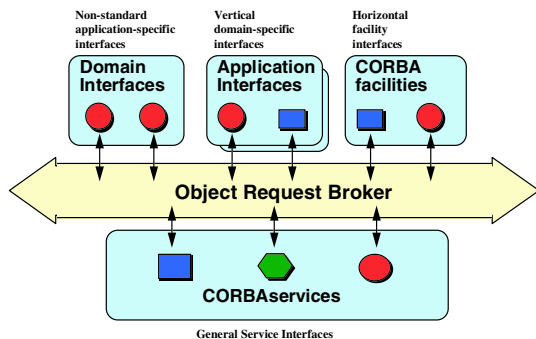 Non-standard
application-specific
interfaces
Vertical
domain-specific
interfaces
Horizontal
facility
interfaces
Domain
Interfaces
Application
Interfaces
CORBA
facilities
Object Request Broker
CORBAservices
General Service Interfaces